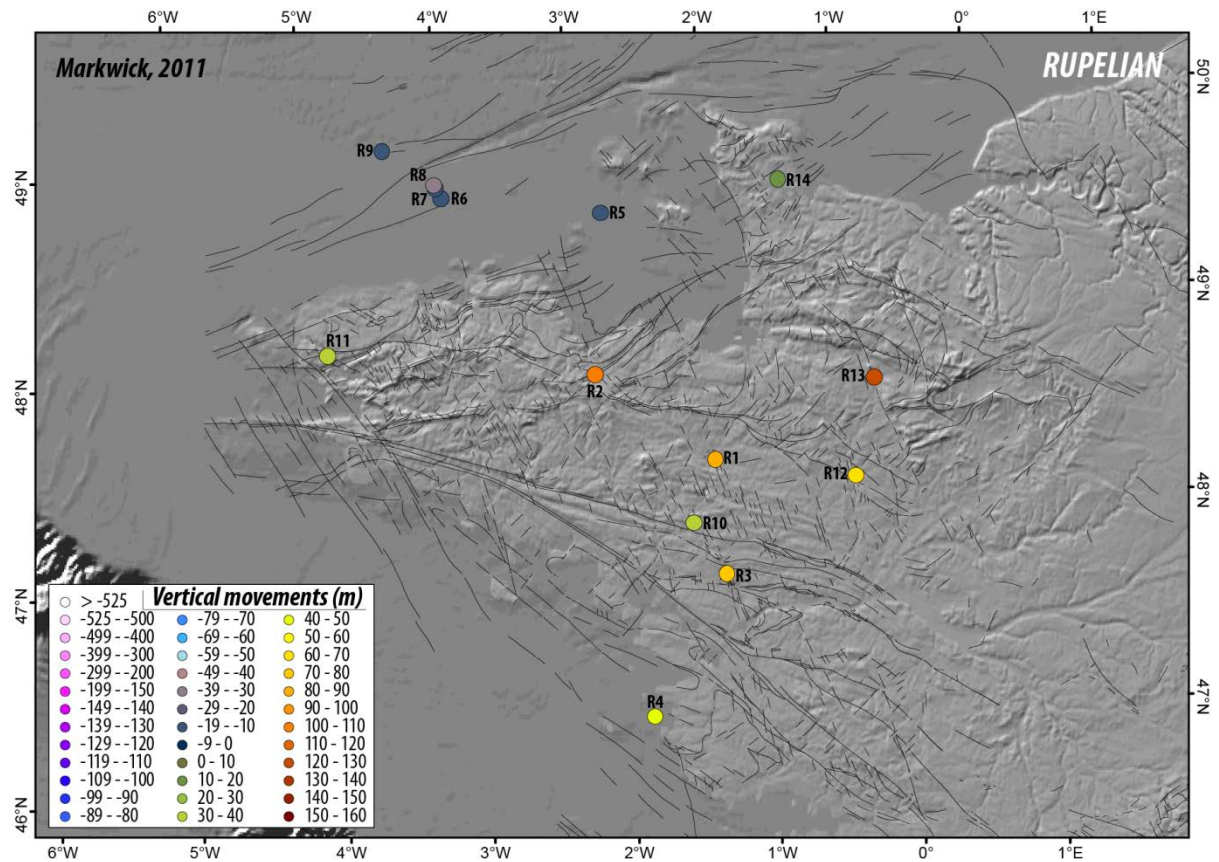 6°W 5°W 4°W 3°W 2°W 1°W 0° 1°E
Markwick, 2011
RUPELIAN
50°N
R9
R8
49°N
R7 R6
R14
R5
49°N
R11
R13
R2
48°N
R1
R12
48°N
R10
R3
47°N
Vertical movements (m)
> -525
-525 - -500
-499 - -400
-399 - -300
-299 - -200
-199 - -150
-149 - -140
-139 - -130
-129 - -120
-119 - -110
-109 - -100
-99 - -90
-89 - -80
-79 - -70
-69 - -60
-59 - -50
-49 - -40
-39 - -30
-29 - -20
-19 - -10
-9 - 0
0 - 10
10 - 20
20 - 30
30 - 40
40 - 50
50 - 60
60 - 70
70 - 80
80 - 90
90 - 100
100 - 110
110 - 120
120 - 130
130 - 140
140 - 150
150 - 160
47°N
R4
46°N
6°W 5°W 4°W 3°W 2°W 1°W 0° 1°E